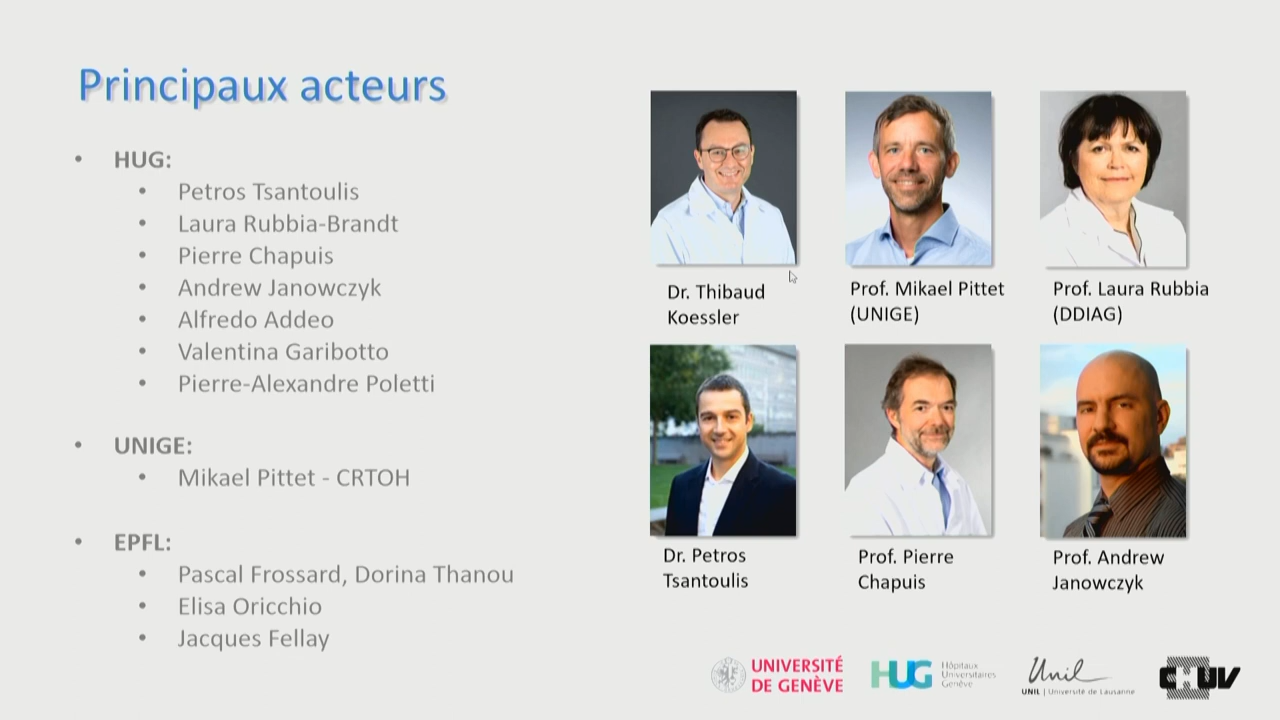 Principaux acteurs
• HUG:
• Petros Tsantoulis
• Laura Rubbia-Brandt
• Pierre Chapuis
• Andrew Janowczyk
• Alfredo Addeo
• Valentina Garibotto
• Pierre-Alexandre Poletti
• UNIGE:
• Mikael Pittet - CRTOH
• EPFL:
• Pascal Frossard, Dorina Thanou
• Elisa Oricchio
• Jacques Fellay
Dr. Thibaud
Koessler
Prof. Mikael Pittet
(UNIGE)
Prof. Laura Rubbia
(DDIAG)
Dr. Petros
Tsantoulis
Prof. Pierre
Chapuis
Prof. Andrew
Janowczyk
UNIVERSITÉ
DE GENÈVE
HUG
Hôpitaux
Universitaires
Genève
Unil
UNIL | Université de Lausanne
CHUV